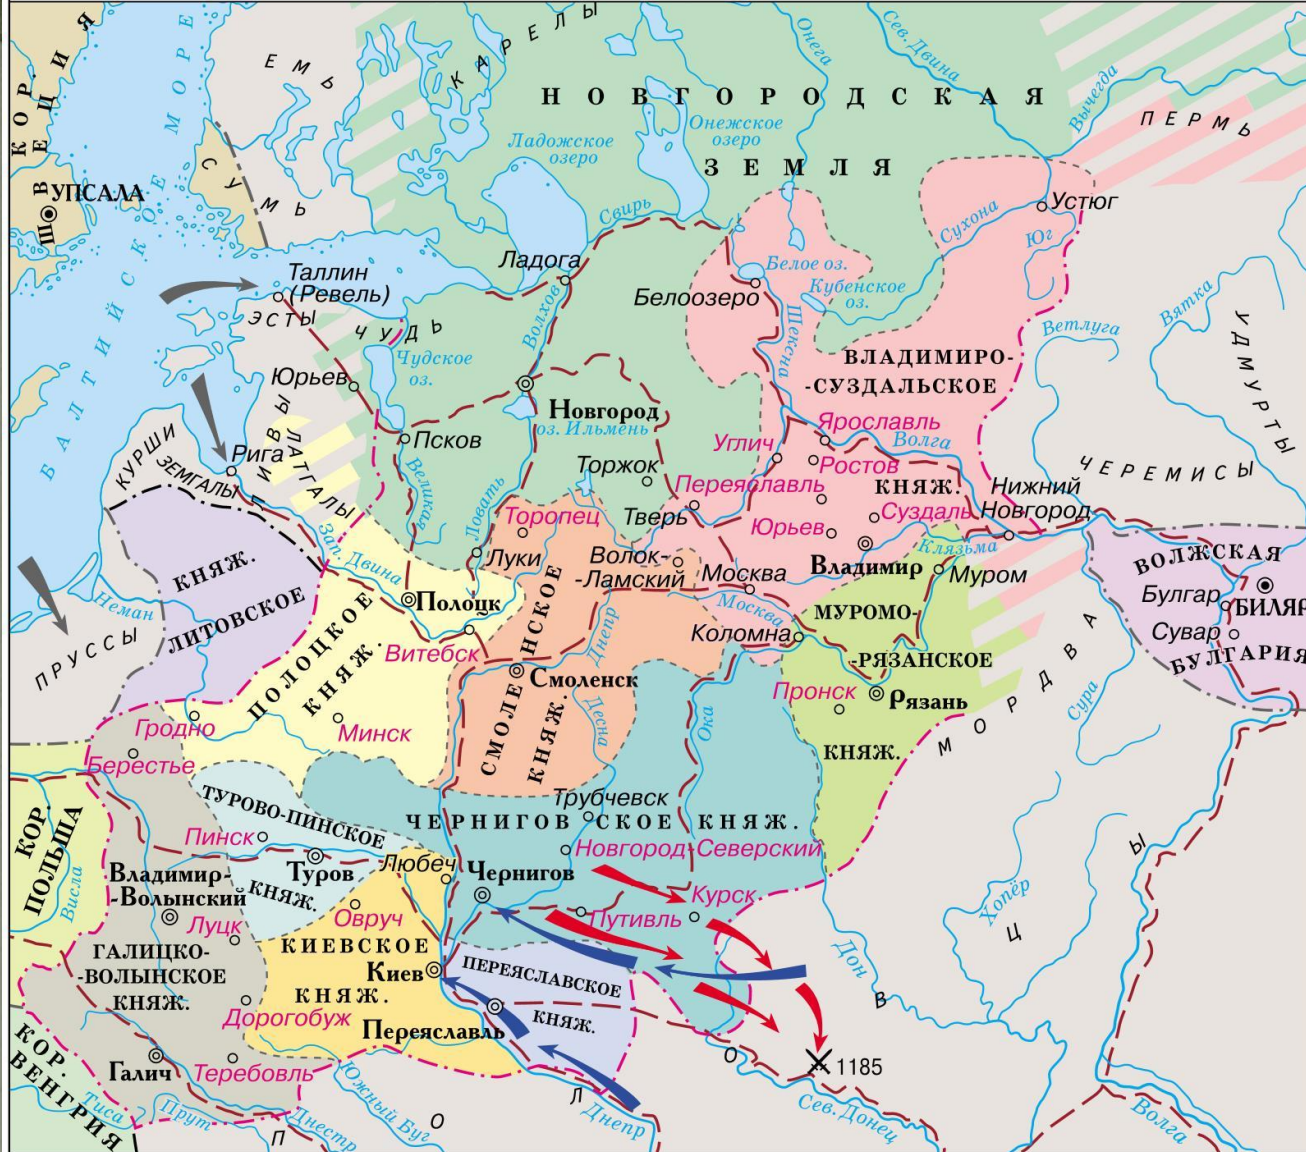 КОР.
ШВЕЦИЯ
УПСАЛА
БАЛТИЙСКОЕ МОРЕ
СУМЬ
ЕМЬ
КАРЕЛЫ
НОВГОРОДСКАЯ
ЗЕМЛЯ
Онега
Сев. Двина
Вычегда
ПЕРМЬ
Ладожское
озеро
Онежское
озеро
Свирь
Сухона
Устюг
Юг
Ладога
Белоозеро
Белое оз.
Кубенское
оз.
Таллин
(Ревель)
ЭСТЫ
ЧУДЬ
Чудское
оз.
Волхов
Шексна
Ветлуга
Вятка
УДМУРТЫ
ВЛАДИМИРО-
-СУЗДАЛЬСКОЕ
КНЯЖ.
Юрьев
Псков
Новгород
оз. Ильмень
Углич
Ярославль
Волга
Ростов
ЧЕРЕМИСЫ
КУРШИ
ЗЕМГАЛЫ
Рига
ЛИВЫ
ЛАТГАЛЫ
Великая
Ловать
Торжок
Переяславль
Тверь
Юрьев
Суздаль
Нижний
Новгород
Торопец
Луки
Волок-
-Ламский
Москва
Москва
Владимир
Клязьма
Муром
ВОЛЖСКАЯ
БУЛГАРИЯ
Булгар
БИЛЯР
Сувар
Зап. Двина
КНЯЖ.
ЛИТОВСКОЕ
Неман
ПРУССЫ
Полоцк
Витебск
ПОЛОЦКОЕ
КНЯЖ.
Минск
Гродно
Берестье
СМОЛЕНСКОЕ
КНЯЖ.
Смоленск
Днепр
Десна
Коломна
МУРОМО-
-РЯЗАНСКОЕ
КНЯЖ.
Пронск
Рязань
Ока
МОРДВА
Сура
КОР.
ПОЛЬША
Висла
ТУРОВО-ПИНСКОЕ
КНЯЖ.
Пинск
Туров
Владимир-
-Волынский
Луцк
ГАЛИЦКО-
-ВОЛЫНСКОЕ
КНЯЖ.
Галич
Теребовль
Дорогобуж
Овруч
Любеч
КИЕВСКОЕ
КНЯЖ.
Киев
Переяславль
ПЕРЕЯСЛАВСКОЕ
КНЯЖ.
Трубчевск
ЧЕРНИГОВСКОЕ КНЯЖ.
Новгород-Северский
Чернигов
Путивль
Курск
Дон
Хопёр
1185
Сев. Донец
Волга
КОР.
ВЕНГРИЯ
Тиса
Прут
Днестр
Южный Буг
Днепр
ПОЛОВЦЫ